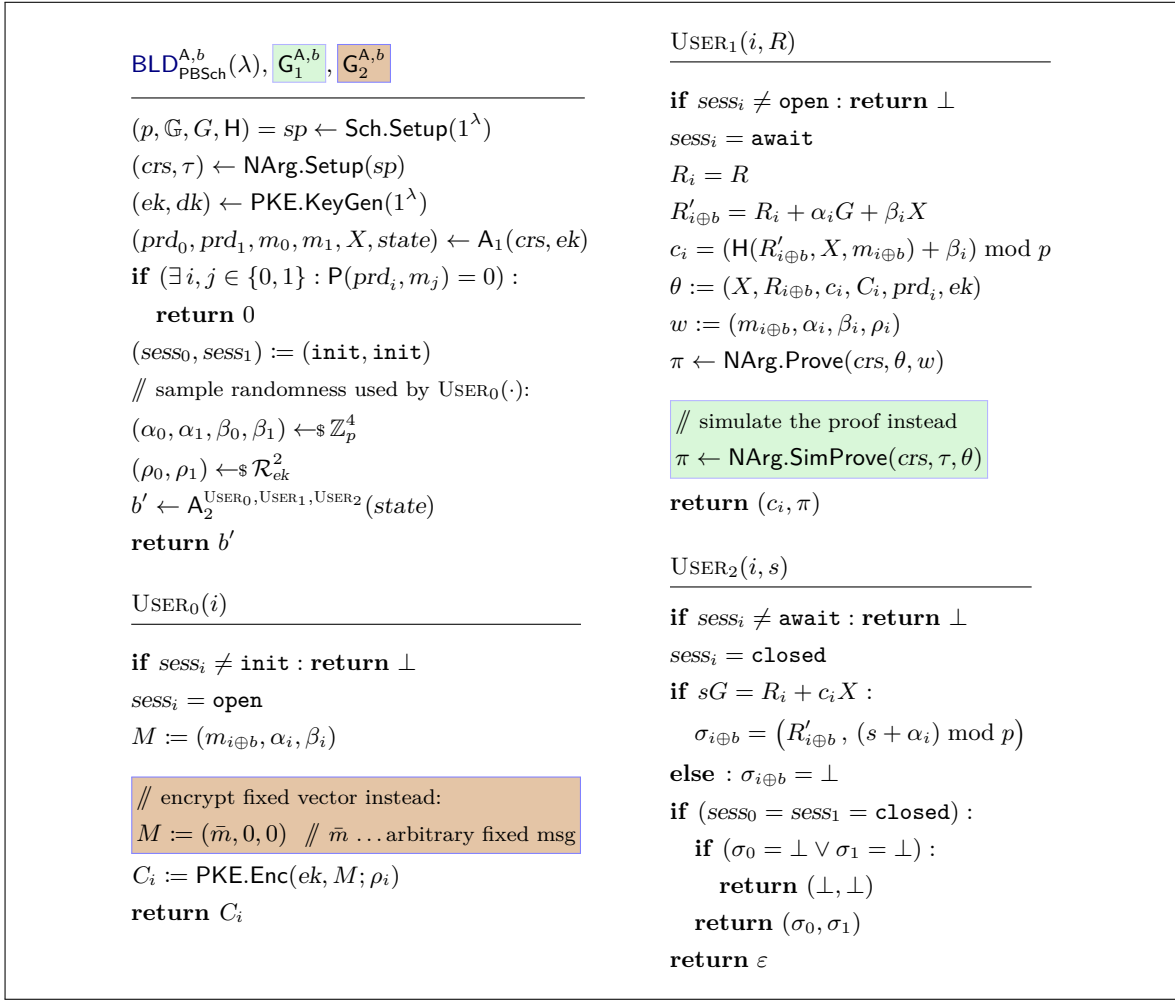 BLD^{A,b}_{PBSch}(λ), G_1^{A,b}, G_2^{A,b}
(p, 𝔾, G, H) = sp ← Sch.Setup(1^λ)
(crs, τ) ← NArg.Setup(sp)
(ek, dk) ← PKE.KeyGen(1^λ)
(prd_0, prd_1, m_0, m_1, X, state) ← A_1(crs, ek)
if (∃ i, j ∈ {0, 1} : P(prd_i, m_j) = 0) :
return 0
(sess_0, sess_1) := (init, init)
// sample randomness used by USER_0(·):
(α_0, α_1, β_0, β_1) ←$ ℤ_p^4
(ρ_0, ρ_1) ←$ ℛ_{ek}^2
b′ ← A_2^{USER_0,USER_1,USER_2}(state)
return b′
USER_0(i)
if sess_i ≠ init : return ⊥
sess_i = open
M := (m_{i⊕b}, α_i, β_i)
// encrypt fixed vector instead:
M := (m̄, 0, 0) // m̄ ... arbitrary fixed msg
C_i := PKE.Enc(ek, M; ρ_i)
return C_i
USER_1(i, R)
if sess_i ≠ open : return ⊥
sess_i = await
R_i = R
R′_{i⊕b} = R_i + α_iG + β_iX
c_i = (H(R′_{i⊕b}, X, m_{i⊕b}) + β_i) mod p
θ := (X, R_{i⊕b}, c_i, C_i, prd_i, ek)
w := (m_{i⊕b}, α_i, β_i, ρ_i)
π ← NArg.Prove(crs, θ, w)
// simulate the proof instead
π ← NArg.SimProve(crs, τ, θ)
return (c_i, π)
USER_2(i, s)
if sess_i ≠ await : return ⊥
sess_i = closed
if sG = R_i + c_iX :
σ_{i⊕b} = (R′_{i⊕b}, (s + α_i) mod p)
else : σ_{i⊕b} = ⊥
if (sess_0 = sess_1 = closed) :
if (σ_0 = ⊥ ∨ σ_1 = ⊥) :
return (⊥, ⊥)
return (σ_0, σ_1)
return ε